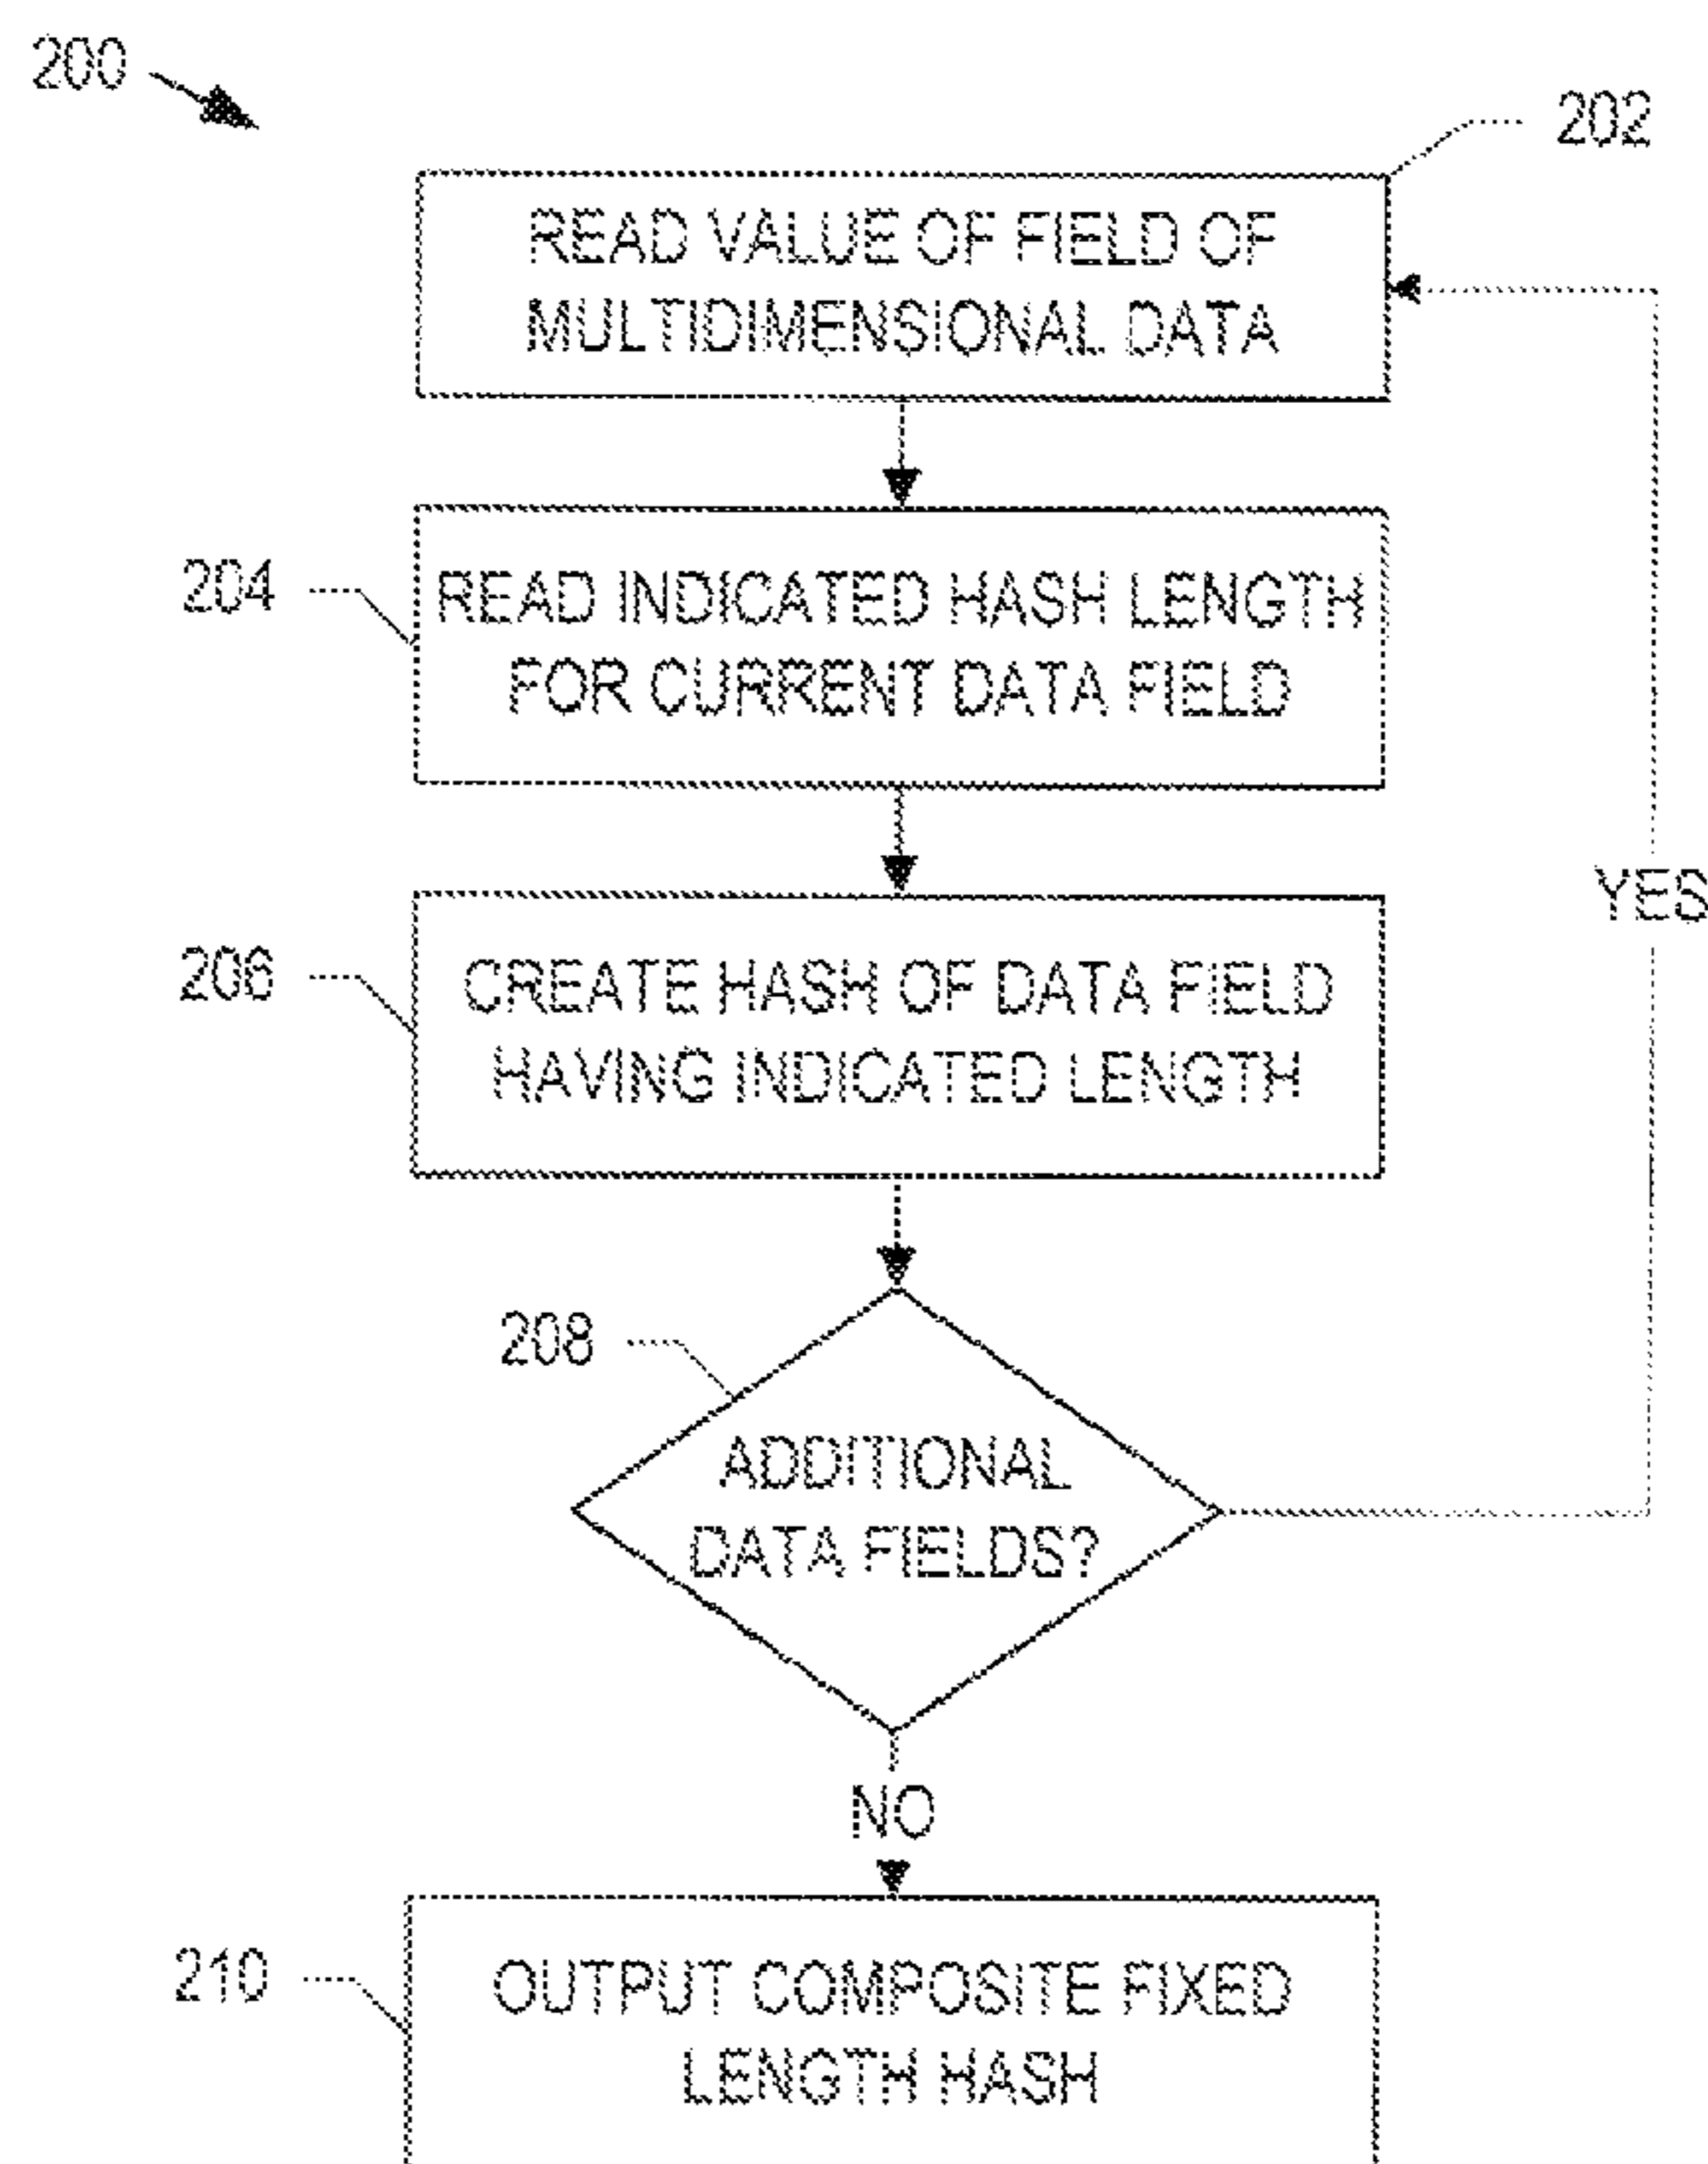 200
202
READ VALUE OF FIELD OF
MULTIDIMENSIONAL DATA
204
READ INDICATED HASH LENGTH
FOR CURRENT DATA FIELD
YES
206
CREATE HASH OF DATA FIELD
HAVING INDICATED LENGTH
208
ADDITIONAL
DATA FIELDS?
NO
210
OUTPUT COMPOSITE FIXED
LENGTH HASH